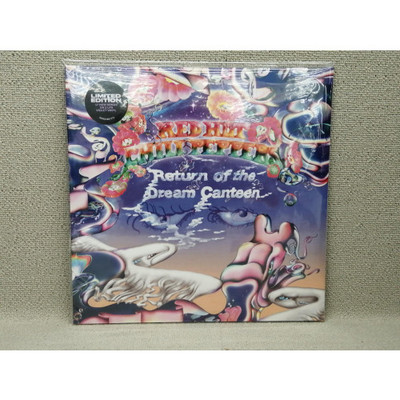 LIMITED
EDITION
RED HOT
CHILI PEPPERS
Return of the
Dream Canteen